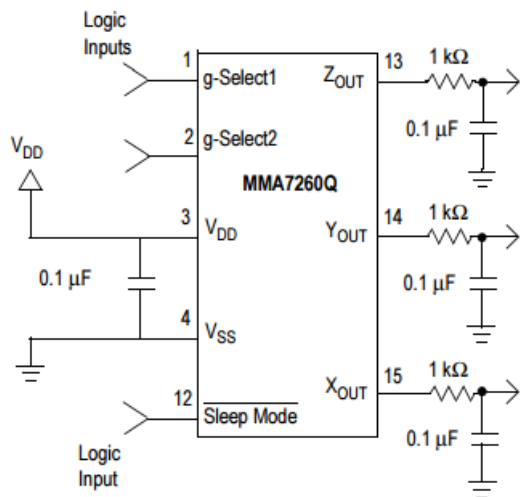 Logic
Inputs
1
g-Select1
2
g-Select2
MMA7260Q
V_DD
3
V_DD
0.1 μF
4
V_SS
12
Sleep Mode
Logic
Input
13
Z_OUT
1 kΩ
0.1 μF
14
Y_OUT
1 kΩ
0.1 μF
15
X_OUT
1 kΩ
0.1 μF